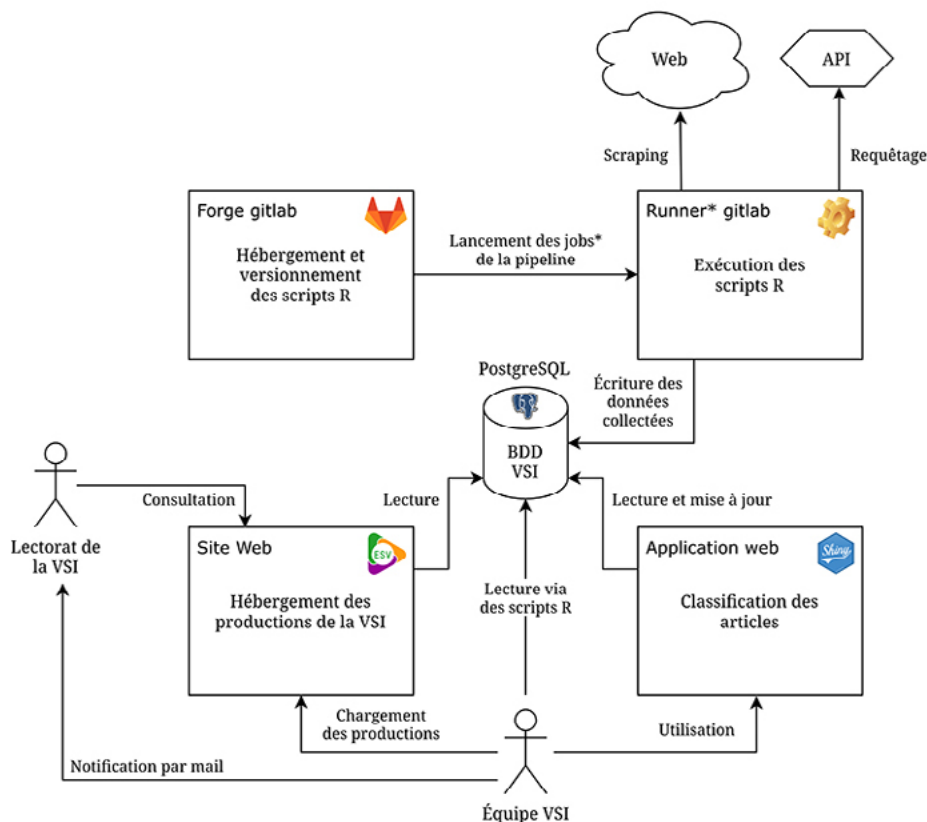 Web
API
Scraping
Requêtage
Forge gitlab
Hébergement et
versionnement
des scripts R
Lancement des jobs*
de la pipeline
Runner* gitlab
Exécution des
scripts R
PostgreSQL
Écriture des
données
collectées
BDD
VSI
Lectorat de
la VSI
Consultation
Lecture
Lecture et mise à jour
Site Web
ESV
Hébergement des
productions de la VSI
Lecture via
des scripts R
Application web
Shiny
Classification des
articles
Chargement
des productions
Utilisation
Notification par mail
Équipe VSI